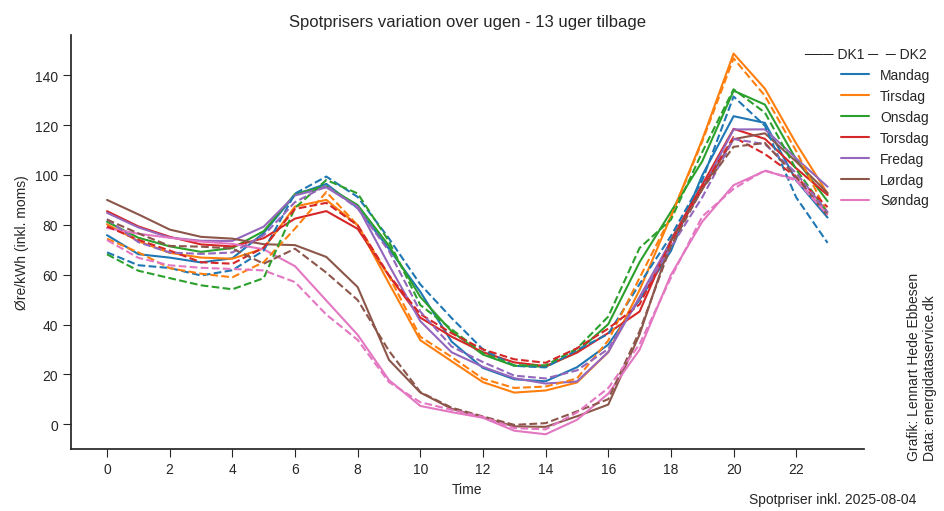 Spotprisers variation over ugen - 13 uger tilbage
Øre/kWh (inkl. moms)
140
120
100
80
60
40
20
0
0 2 4 6 8 10 12 14 16 18 20 22
Time
DK1 DK2
Mandag
Tirsdag
Onsdag
Torsdag
Fredag
Lørdag
Søndag
Grafik: Lennart Hede Ebbesen
Data: energidataservice.dk
Spotpriser inkl. 2025-08-04